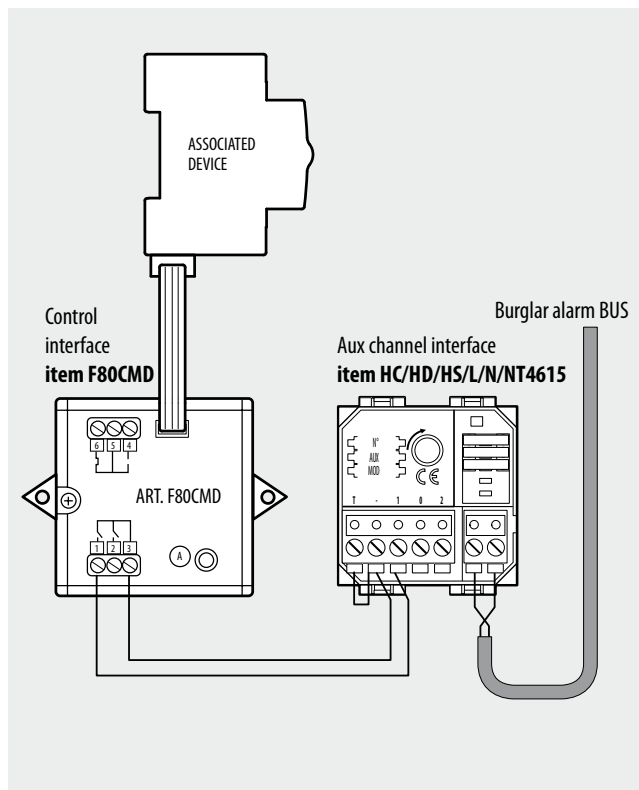 ASSOCIATED
DEVICE
Control
interface
item F80CMD
Burglar alarm BUS
Aux channel interface
item HC/HD/HS/L/N/NT4615
6 5 4
ART. F80CMD
1 2 3
A
N°
AUX
MOD
CE
T - 1 0 2